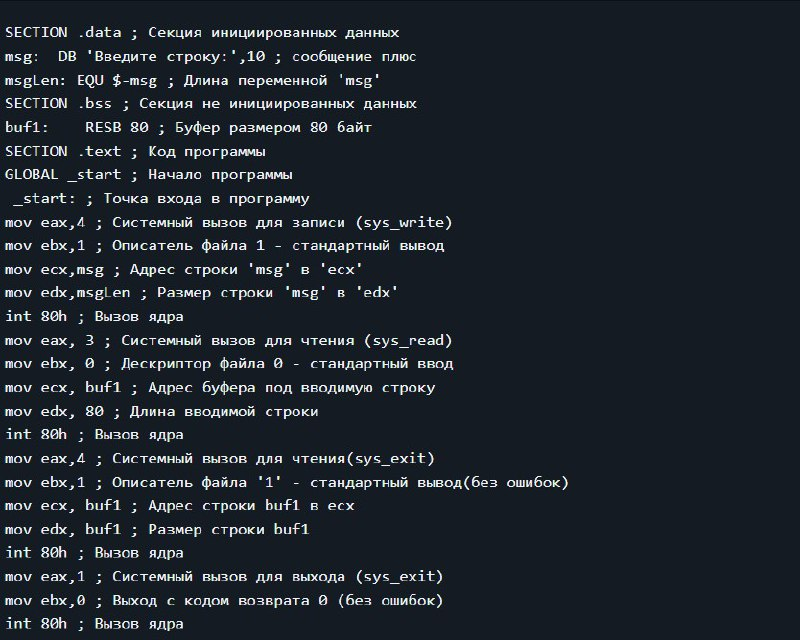 SECTION .data ; Секция инициированных данных
msg:  DB 'Введите строку:',10 ; сообщение плюс
msgLen: EQU $-msg ; Длина переменной 'msg'
SECTION .bss ; Секция не инициированных данных
buf1:    RESB 80 ; Буфер размером 80 байт
SECTION .text ; Код программы
GLOBAL _start ; Начало программы
 _start: ; Точка входа в программу
mov eax,4 ; Системный вызов для записи (sys_write)
mov ebx,1 ; Описатель файла 1 - стандартный вывод
mov ecx,msg ; Адрес строки 'msg' в 'ecx'
mov edx,msgLen ; Размер строки 'msg' в 'edx'
int 80h ; Вызов ядра
mov eax, 3 ; Системный вызов для чтения (sys_read)
mov ebx, 0 ; Дескриптор файла 0 - стандартный ввод
mov ecx, buf1 ; Адрес буфера под вводимую строку
mov edx, 80 ; Длина вводимой строки
int 80h ; Вызов ядра
mov eax,4 ; Системный вызов для чтения(sys_exit)
mov ebx,1 ; Описатель файла '1' - стандартный вывод(без ошибок)
mov ecx, buf1 ; Адрес строки buf1 в ecx
mov edx, buf1 ; Размер строки buf1
int 80h ; Вызов ядра
mov eax,1 ; Системный вызов для выхода (sys_exit)
mov ebx,0 ; Выход с кодом возврата 0 (без ошибок)
int 80h ; Вызов ядра